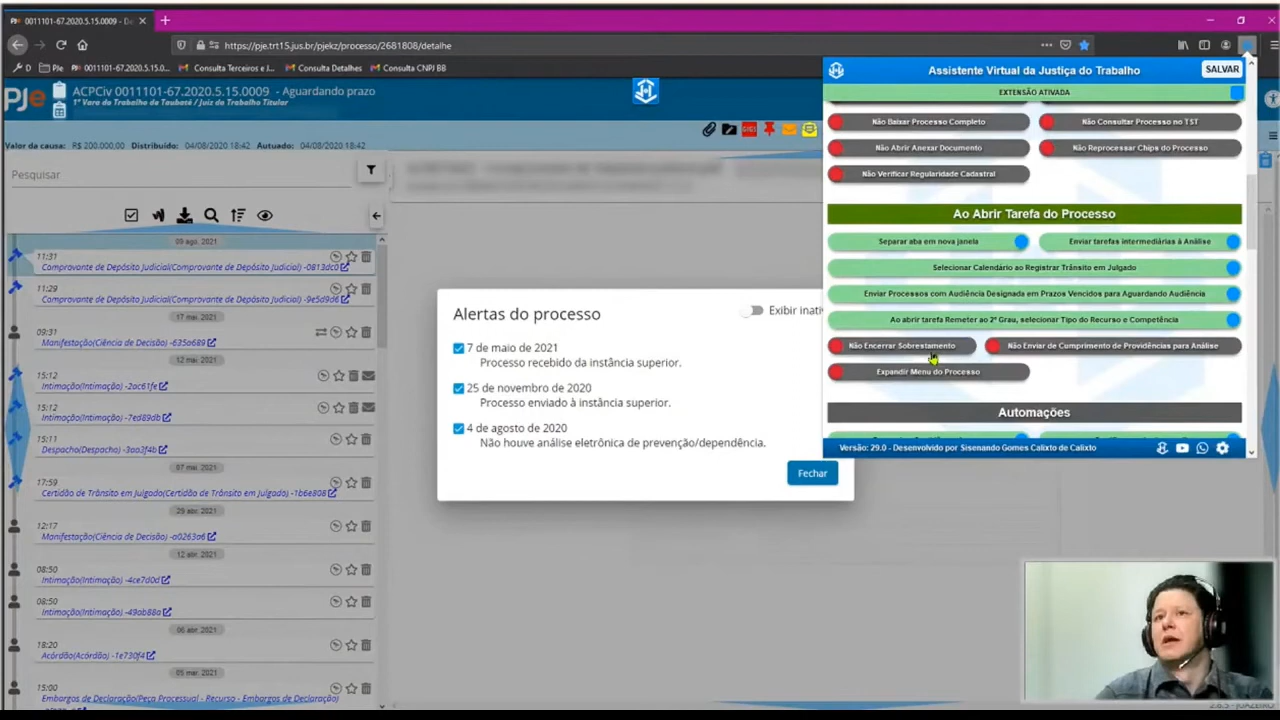 PJe 0011101-67.2020.5.15.0009 - De
https://pje.trt15.jus.br/pjekz/processo/2681808/detalhe
D
Pje
0011101-67.2020.5.15.0...
Consulta Terceiros e I...
Consulta Detalhes
Consulta CNPJ BB
PJe
ACPCiv 0011101-67.2020.5.15.0009 - Aguardando prazo
1ª Vara do Trabalho de Taubaté / Juiz do Trabalho Titular
Valor da causa: R$ 200.000,00 Distribuído: 04/08/2020 18:42 Autuado: 04/08/2020 18:42
Pesquisar
09 ago. 2021
11:31
Comprovante de Depósito Judicial(Comprovante de Depósito Judicial) -0813dc0
11:29
Comprovante de Depósito Judicial(Comprovante de Depósito Judicial) -9e5d9d6
17 mai. 2021
09:31
Manifestação(Ciência de Decisão) -635a689
12 mai. 2021
15:12
Intimação(Intimação) -2ac61fe
15:12
Intimação(Intimação) -7ed89db
15:11
Despacho(Despacho) -3aa3f4b
07 mai. 2021
17:59
Certidão de Trânsito em Julgado(Certidão de Trânsito em Julgado) -1b6e808
29 abr. 2021
12:17
Manifestação(Ciência de Decisão) -a0263a6
12 abr. 2021
08:50
Intimação(Intimação) -4ce7d0d
08:50
Intimação(Intimação) -49ab88a
06 abr. 2021
18:20
Acórdão(Acórdão) -1e730f4
05 mar. 2021
15:00
Embargos de Declaração(Peça Processual - Recurso - Embargos de Declaração)
GIGS
Alertas do processo
Exibir inati
7 de maio de 2021
Processo recebido da instância superior.
25 de novembro de 2020
Processo enviado à instância superior.
4 de agosto de 2020
Não houve análise eletrônica de prevenção/dependência.
Fechar
Assistente Virtual da Justiça do Trabalho
SALVAR
EXTENSÃO ATIVADA
Não Baixar Processo Completo
Não Consultar Processo no TST
Não Abrir Anexar Documento
Não Reprocessar Chips do Processo
Não Verificar Regularidade Cadastral
Ao Abrir Tarefa do Processo
Separar aba em nova janela
Enviar tarefas intermediárias à Análise
Selecionar Calendário ao Registrar Trânsito em Julgado
Enviar Processos com Audiência Designada em Prazos Vencidos para Aguardando Audiência
Ao abrir tarefa Remeter ao 2º Grau, selecionar Tipo do Recurso e Competência
Não Encerrar Sobrestamento
Não Enviar de Cumprimento de Providências para Análise
Expandir Menu do Processo
Automações
Versão: 29.0 - Desenvolvido por Sisenando Gomes Calixto de Calixto
2.6.5 - JUAZEIRO